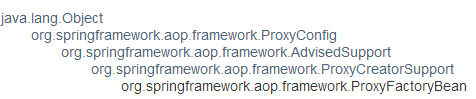 java.lang.Object
org.springframework.aop.framework.ProxyConfig
org.springframework.aop.framework.AdvisedSupport
org.springframework.aop.framework.ProxyCreatorSupport
org.springframework.aop.framework.ProxyFactoryBean